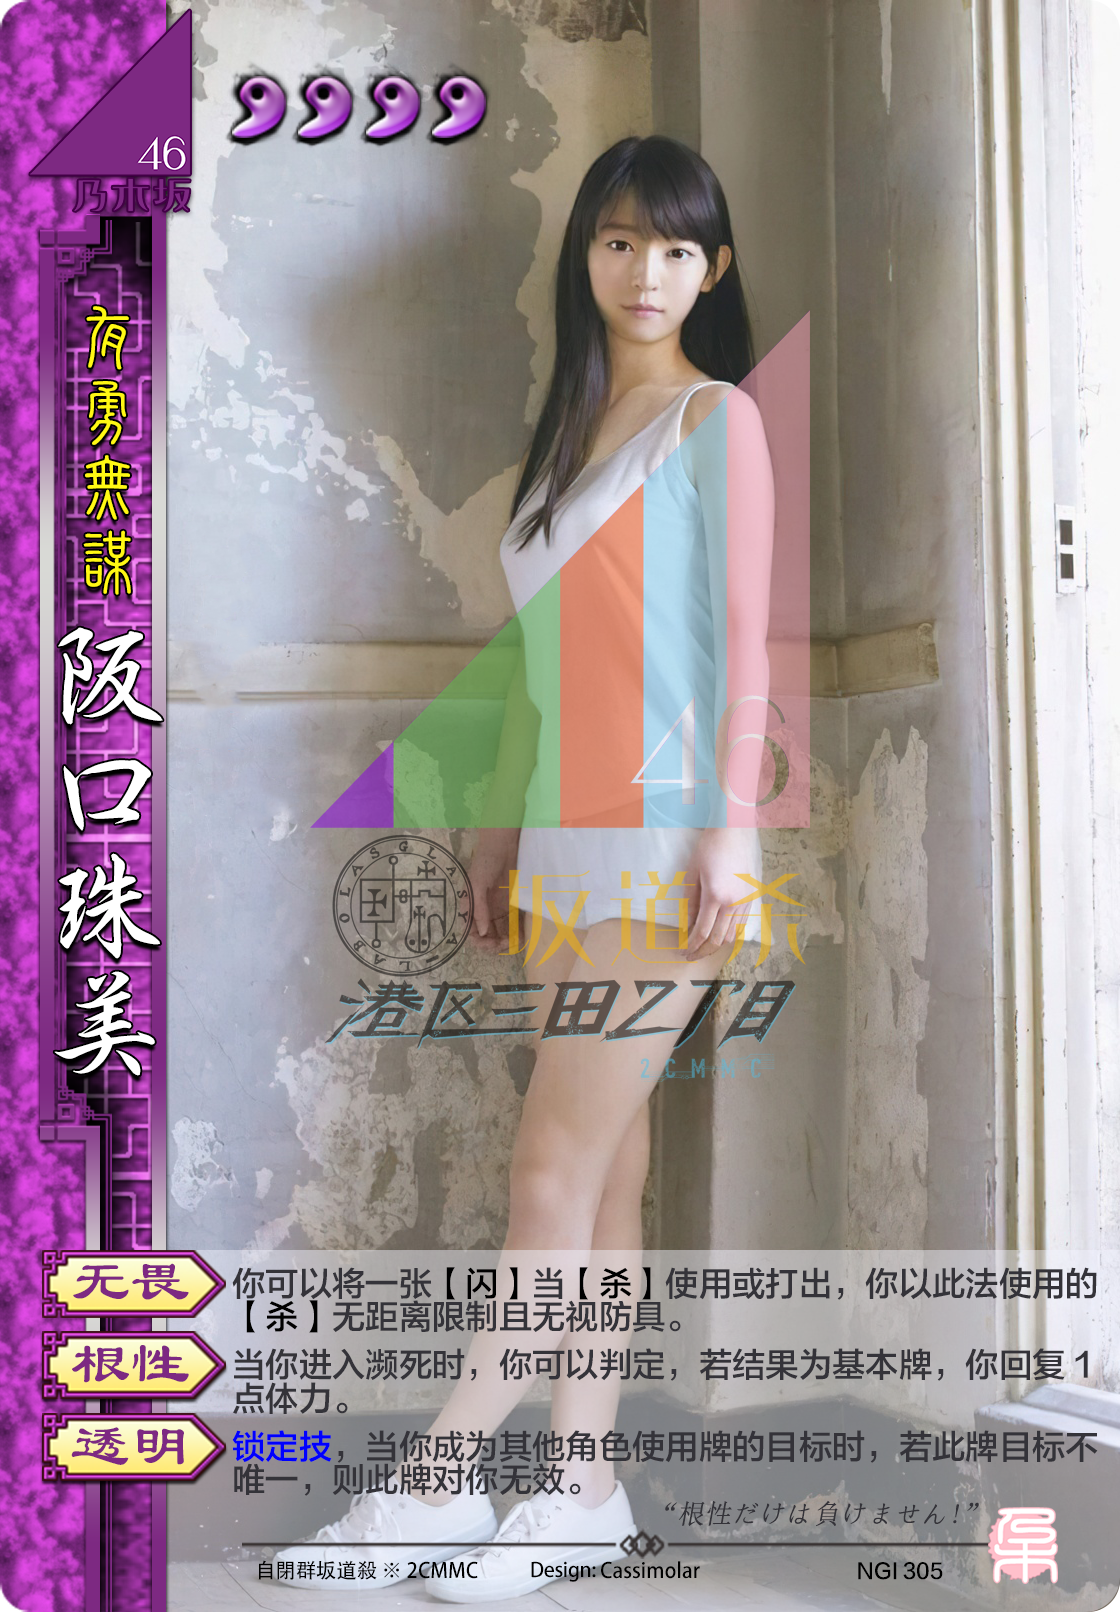 46
乃木坂
有勇無謀
阪口珠美
46
LABOLASGLASYA
坂道杀
港区三田2丁目
2CMMC
无畏
你可以将一张【闪】当【杀】使用或打出，你以此法使用的
【杀】无距离限制且无视防具。
根性
当你进入濒死时，你可以判定，若结果为基本牌，你回复1
点体力。
透明
锁定技，当你成为其他角色使用牌的目标时，若此牌目标不
唯一，则此牌对你无效。
“根性だけは負けません！”
自閉群坂道殺 ※ 2CMMC
Design: Cassimolar
NGI 305